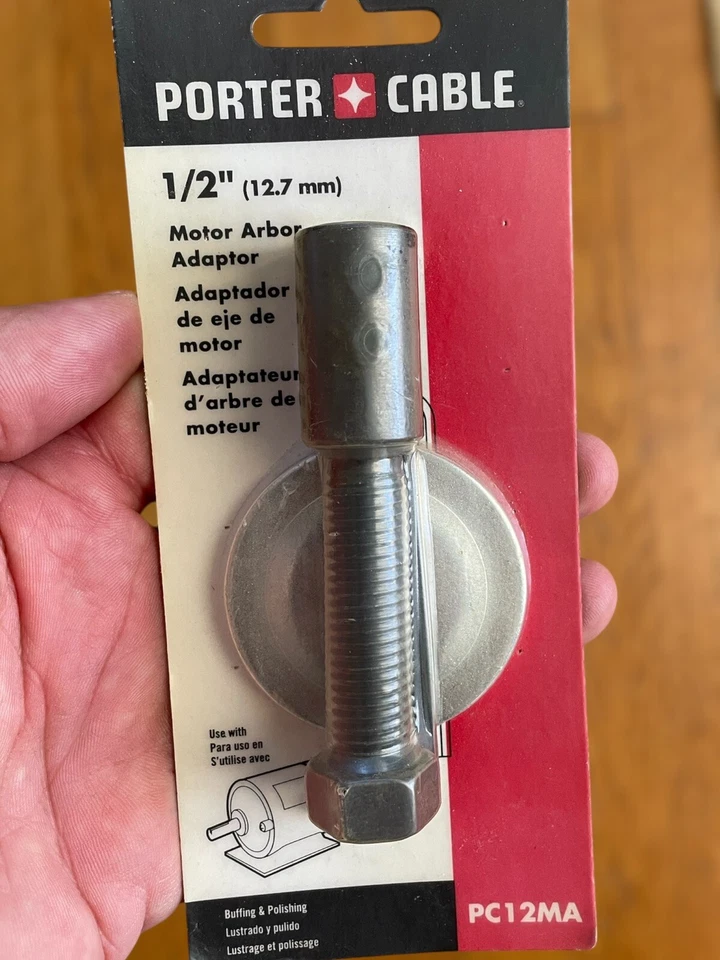 PORTER CABLE
1/2" (12.7 mm)
Motor Arbor
Adaptor
Adaptador
de eje de
motor
Adaptateur
d'arbre de
moteur
Use with
Para uso en
S'utilise avec
Buffing & Polishing
Lustrado y pulido
Lustrage et polissage
PC12MA